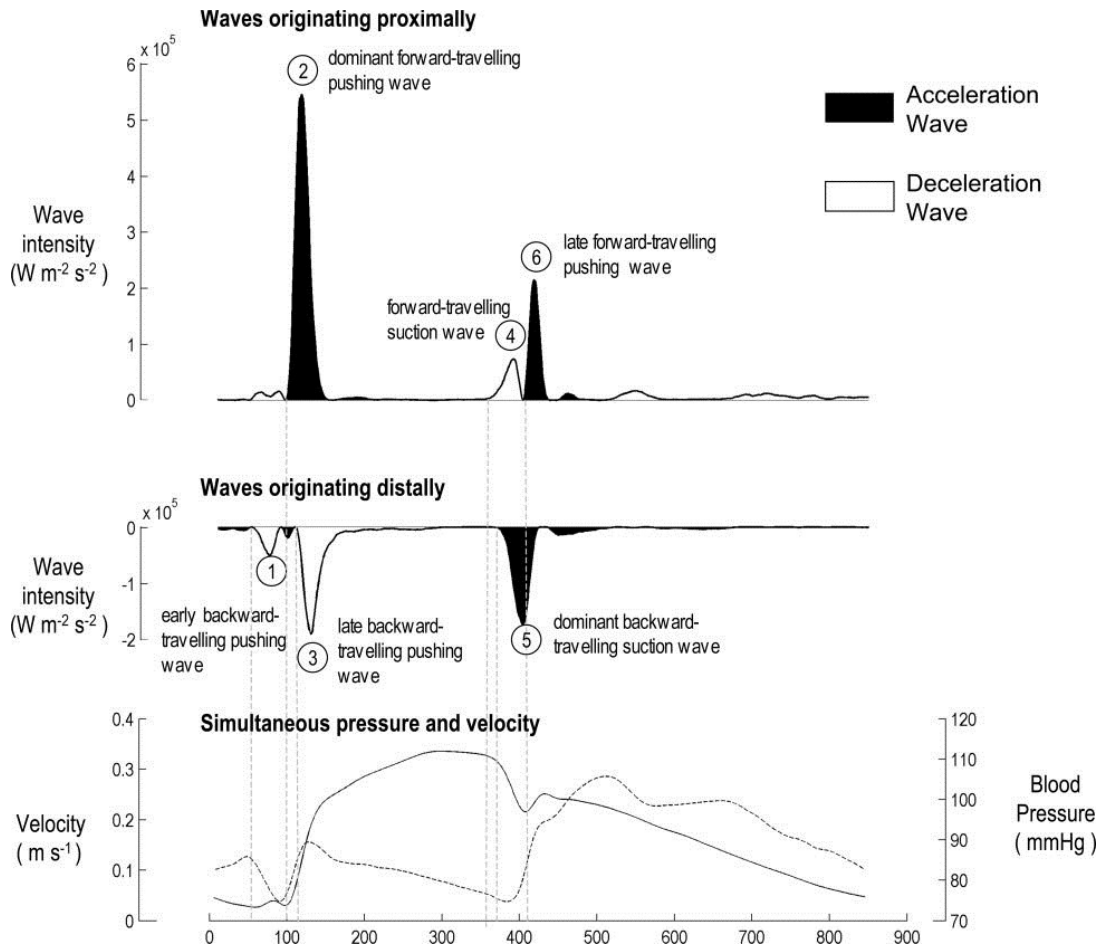 Waves originating proximally
x 10⁵
6
5
4
3
2
1
0
Wave
intensity
(W m⁻² s⁻²)
2
dominant forward-travelling
pushing wave
Acceleration
Wave
Deceleration
Wave
6
late forward-travelling
pushing wave
forward-travelling
suction wave
4
Waves originating distally
x 10⁵
0
-1
-2
Wave
intensity
(W m⁻² s⁻²)
1
early backward-
travelling pushing
wave
3
late backward-
travelling pushing
wave
5
dominant backward-
travelling suction wave
Simultaneous pressure and velocity
0.4
0.3
0.2
0.1
0
Velocity
( m s⁻¹)
120
110
100
90
80
70
Blood
Pressure
( mmHg)
0 100 200 300 400 500 600 700 800 900